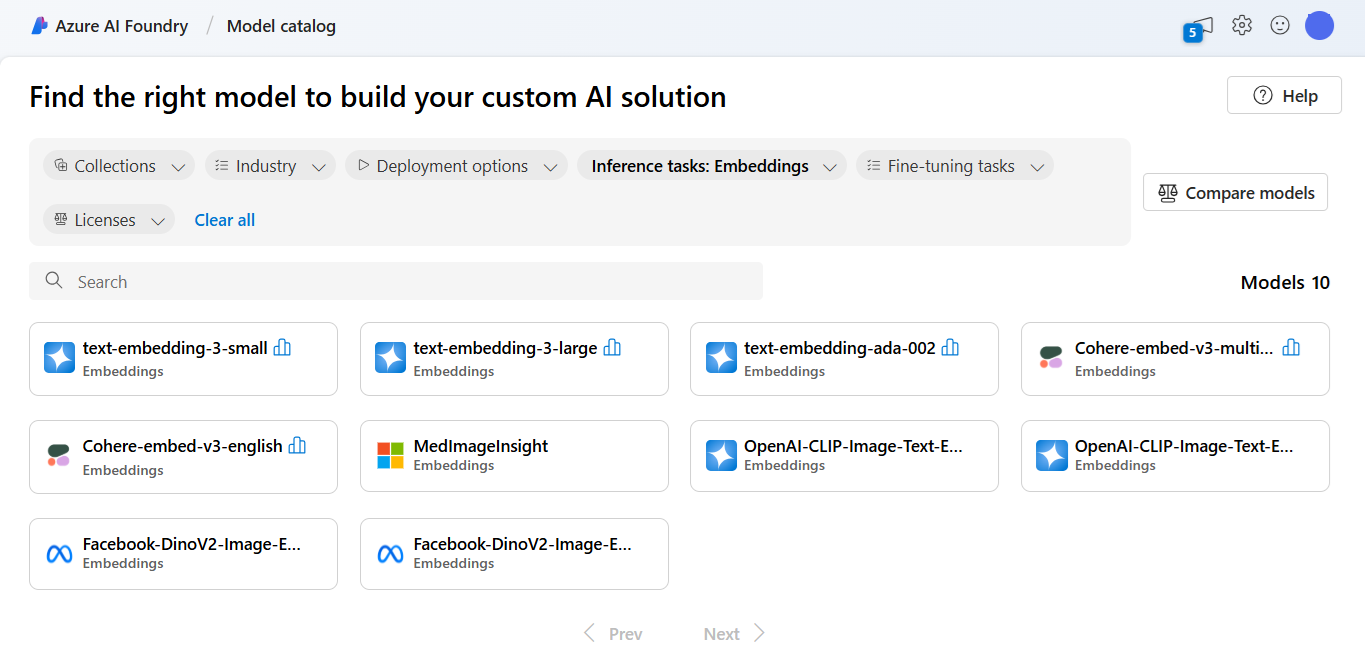 Azure AI Foundry / Model catalog
5
Find the right model to build your custom AI solution
Help
Collections
Industry
Deployment options
Inference tasks: Embeddings
Fine-tuning tasks
Licenses
Clear all
Compare models
Search
Models 10
text-embedding-3-small
Embeddings
text-embedding-3-large
Embeddings
text-embedding-ada-002
Embeddings
Cohere-embed-v3-multi...
Embeddings
Cohere-embed-v3-english
Embeddings
MedImageInsight
Embeddings
OpenAI-CLIP-Image-Text-E...
Embeddings
OpenAI-CLIP-Image-Text-E...
Embeddings
Facebook-DinoV2-Image-E...
Embeddings
Facebook-DinoV2-Image-E...
Embeddings
Prev
Next